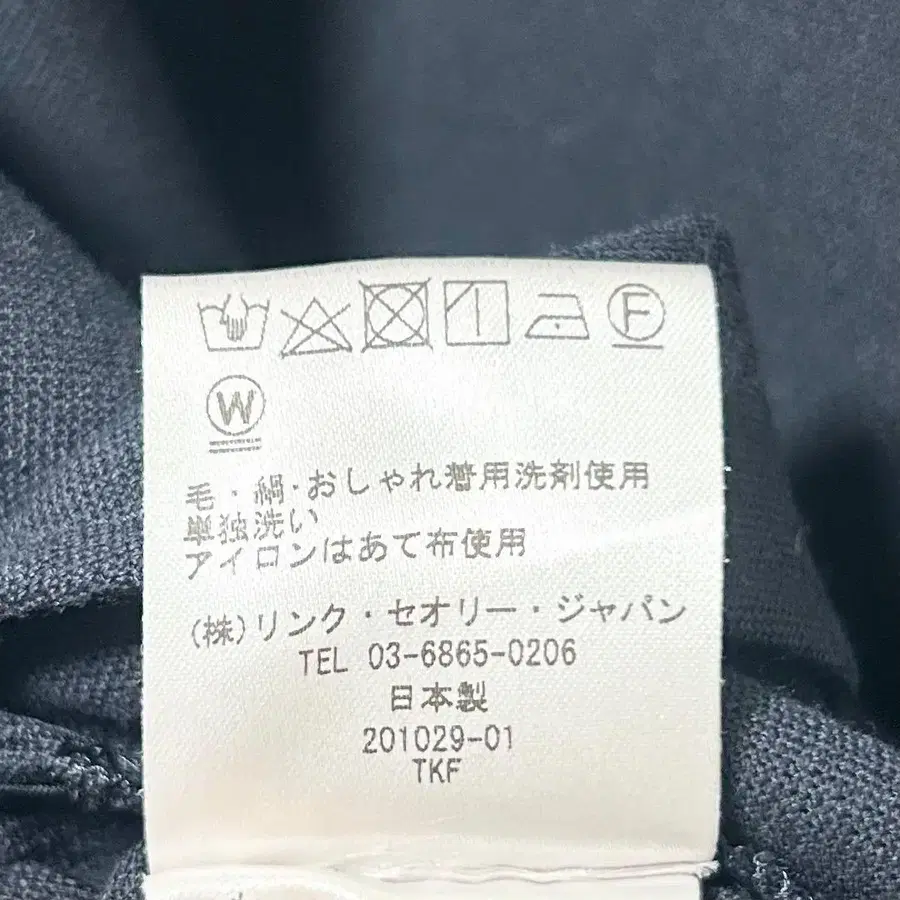 F
W
毛・絹・おしゃれ着用洗剤使用
単独洗い
アイロンはあて布使用
(株)リンク・セオリー・ジャパン
TEL 03-6865-0206
日本製
201029-01
TKF